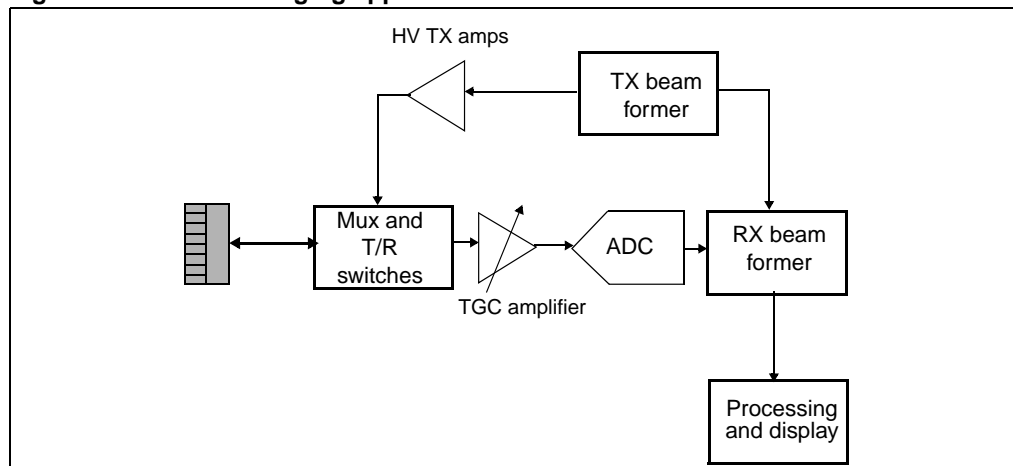 HV TX amps
TX beam
former
Mux and
T/R
switches
TGC amplifier
ADC
RX beam
former
Processing
and display